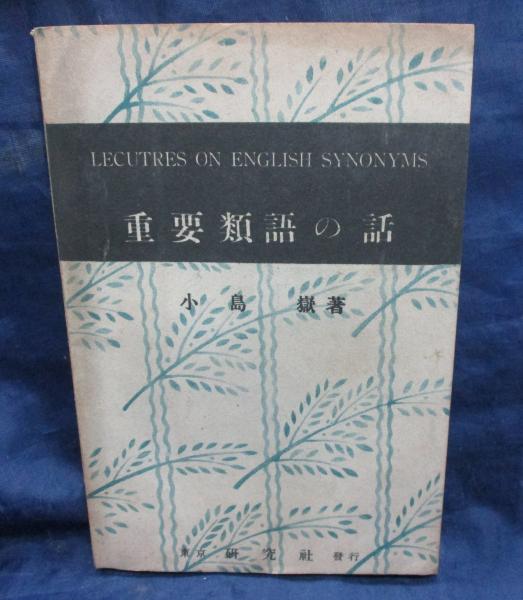 LECUTRES ON ENGLISH SYNONYMS
重要類語の話
小島 嶽著
東京 研究社 發行